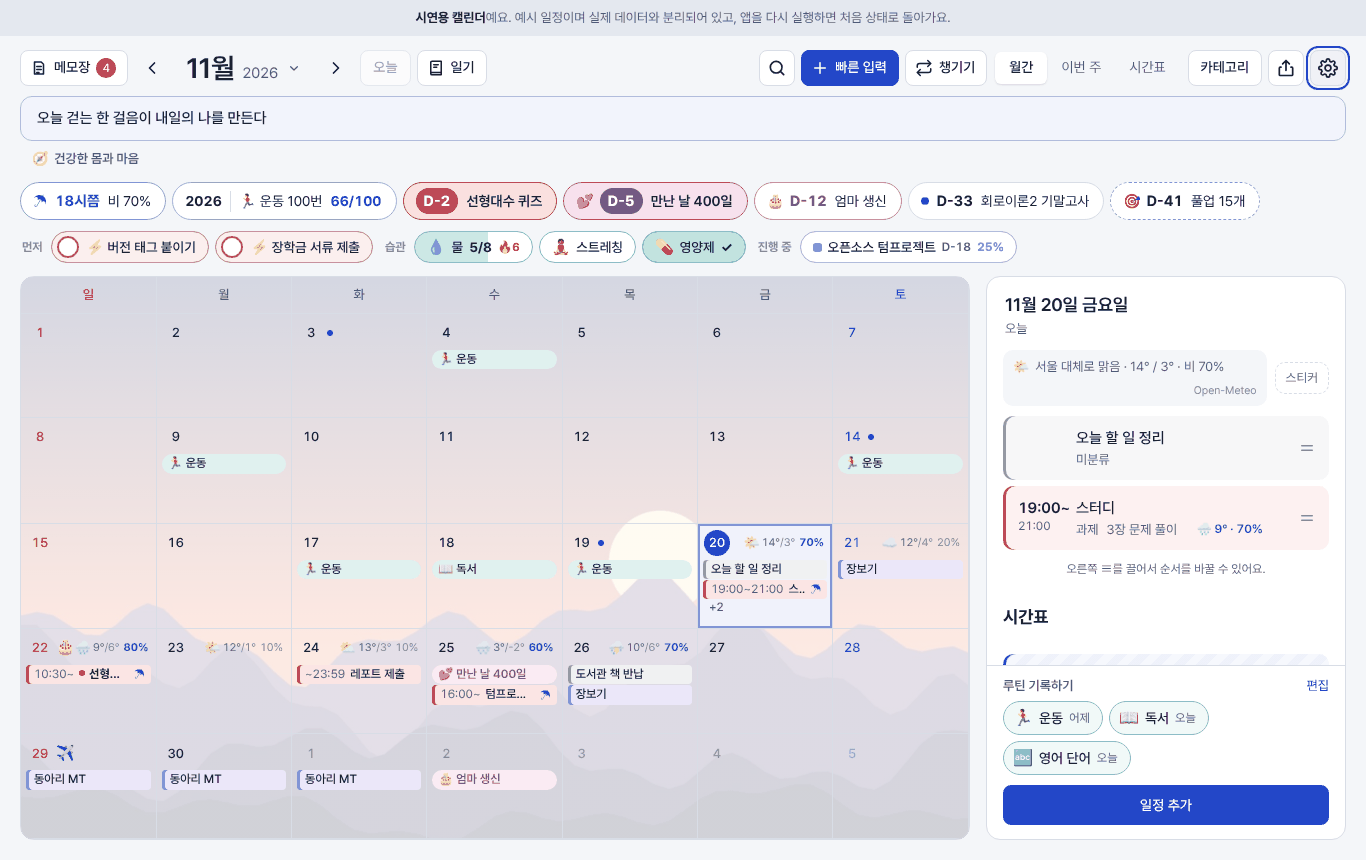 시연용 캘린더예요. 예시 일정이며 실제 데이터와 분리되어 있고, 앱을 다시 실행하면 처음 상태로 돌아가요.
메모장 4 11월 2026 오늘 일기 빠른 입력 챙기기 월간 이번 주 시간표 카테고리
오늘 걷는 한 걸음이 내일의 나를 만든다
건강한 몸과 마음
18시쯤 비 70% 2026 운동 100번 66/100 D-2 선형대수 퀴즈 D-5 만난 날 400일 D-12 엄마 생신 D-33 회로이론2 기말고사 D-41 풀업 15개
먼저 버전 태그 붙이기 장학금 서류 제출 습관 물 5/8 6 스트레칭 영양제 진행 중 오픈소스 텀프로젝트 D-18 25%
일 월 화 수 목 금 토
1 2 3 4 5 6 7
운동
8 9 10 11 12 13 14
운동 운동
15 16 17 18 19 20 14°/3° 70% 21 12°/4° 20%
운동 독서 운동 오늘 할 일 정리 장보기
19:00~21:00 스..
+2
22 9°/6° 80% 23 12°/1° 10% 24 13°/3° 10% 25 3°/-2° 60% 26 10°/6° 70% 27 28
10:30~ 선형... ~23:59 레포트 제출 만난 날 400일 도서관 책 반납
16:00~ 텀프로... 장보기
29 30 1 2 3 4 5
동아리 MT 동아리 MT 동아리 MT 엄마 생신
11월 20일 금요일
오늘
서울 대체로 맑음 · 14° / 3° · 비 70%
Open-Meteo
스티커
오늘 할 일 정리
미분류
19:00~ 스터디
21:00 과제 3장 문제 풀이 9° · 70%
오른쪽 ≡를 끌어서 순서를 바꿀 수 있어요.
시간표
루틴 기록하기 편집
운동 어제 독서 오늘
abc 영어 단어 오늘
일정 추가